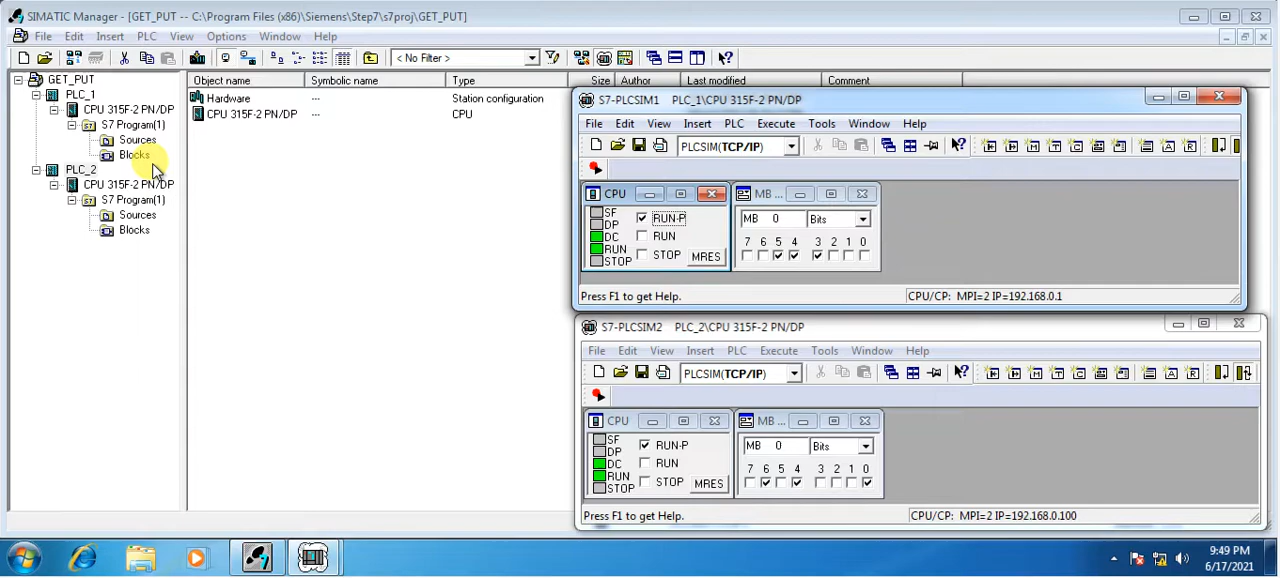 SIMATIC Manager - [GET_PUT -- C:\Program Files (x86)\Siemens\Step7\s7proj\GET_PUT]
File Edit Insert PLC View Options Window Help
< No Filter >
GET_PUT
PLC_1
CPU 315F-2 PN/DP
S7 Program(1)
Sources
Blocks
PLC_2
CPU 315F-2 PN/DP
S7 Program(1)
Sources
Blocks
Object name Symbolic name Type Size Author Last modified Comment
Hardware --- Station configuration
CPU 315F-2 PN/DP --- CPU
S7-PLCSIM1 PLC_1\CPU 315F-2 PN/DP
File Edit View Insert PLC Execute Tools Window Help
PLCSIM(TCP/IP)
CPU
SF
DP
DC
RUN
STOP
RUN-P
RUN
STOP
MRES
MB ...
MB 0 Bits
7 6 5 4 3 2 1 0
Press F1 to get Help. CPU/CP: MPI=2 IP=192.168.0.1
S7-PLCSIM2 PLC_2\CPU 315F-2 PN/DP
File Edit View Insert PLC Execute Tools Window Help
PLCSIM(TCP/IP)
CPU
SF
DP
DC
RUN
STOP
RUN-P
RUN
STOP
MRES
MB ...
MB 0 Bits
7 6 5 4 3 2 1 0
Press F1 to get Help. CPU/CP: MPI=2 IP=192.168.0.100
9:49 PM
6/17/2021